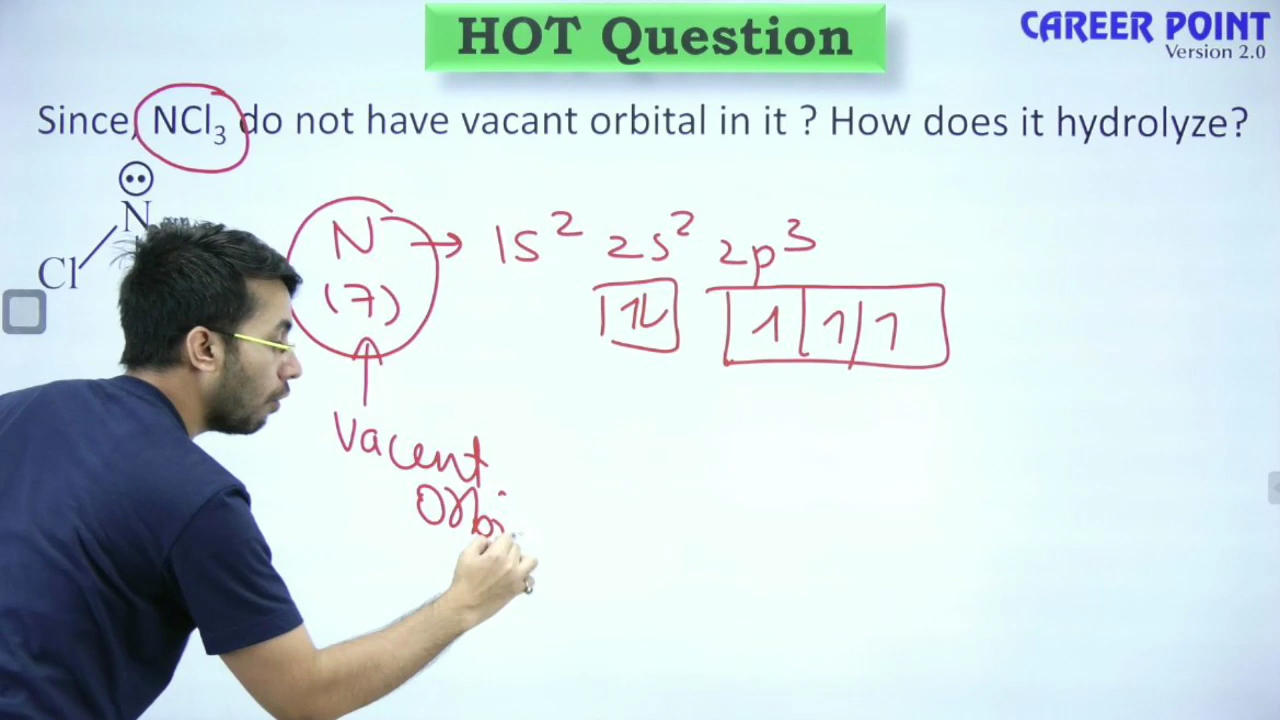 HOT Question
CAREER POINT
Version 2.0
Since, NCl₃ do not have vacant orbital in it ? How does it hydrolyze?
N
Cl
N → 1s² 2s² 2p³
(7)
1 1 1
Vacent
Orbi